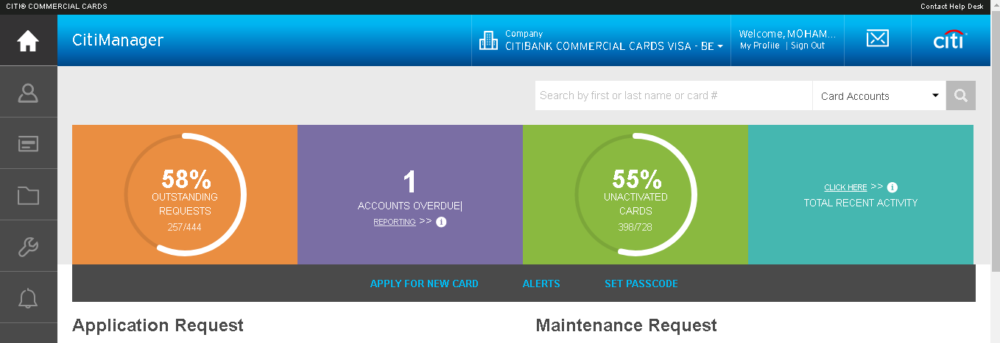 CITI® COMMERCIAL CARDS
Contact Help Desk
CitiManager
Company
CITIBANK COMMERCIAL CARDS VISA - BE
Welcome, MOHAM...
My Profile | Sign Out
citi
Search by first or last name or card #
Card Accounts
58%
OUTSTANDING
REQUESTS
257/444
1
ACCOUNTS OVERDUE|
REPORTING >> i
55%
UNACTIVATED
CARDS
398/728
CLICK HERE >> i
TOTAL RECENT ACTIVITY
APPLY FOR NEW CARD
ALERTS
SET PASSCODE
Application Request
Maintenance Request